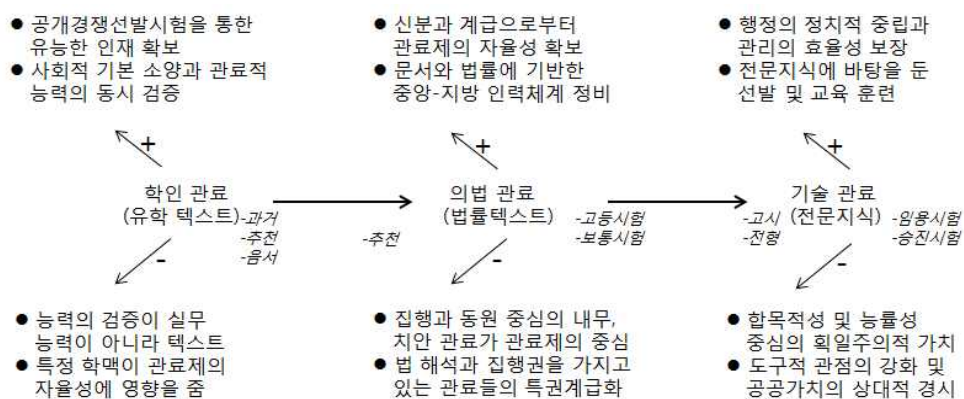 ● 공개경쟁선발시험을 통한
유능한 인재 확보
● 사회적 기본 소양과 관료적
능력의 동시 검증
● 신분과 계급으로부터
관료제의 자율성 확보
● 문서와 법률에 기반한
중앙-지방 인력체계 정비
● 행정의 정치적 중립과
관리의 효율성 보장
● 전문지식에 바탕을 둔
선발 및 교육 훈련
+
+
+
학인 관료
(유학 텍스트)
-과거
-추천
-음서
-추천
의법 관료
(법률텍스트)
-고등시험
-보통시험
-고시
-전형
기술 관료
(전문지식)
-임용시험
-승진시험
-
-
-
● 능력의 검증이 실무
능력이 아니라 텍스트
● 특정 학맥이 관료제의
자율성에 영향을 줌
● 집행과 동원 중심의 내무,
치안 관료가 관료제의 중심
● 법 해석과 집행권을 가지고
있는 관료들의 특권계급화
● 합목적성 및 능률성
중심의 획일주의적 가치
● 도구적 관점의 강화 및
공공가치의 상대적 경시